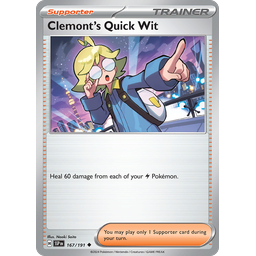 Supporter TRAINER
Clemont's Quick Wit
Heal 60 damage from each of your Pokémon.
You may play only 1 Supporter card during your turn.
167/191